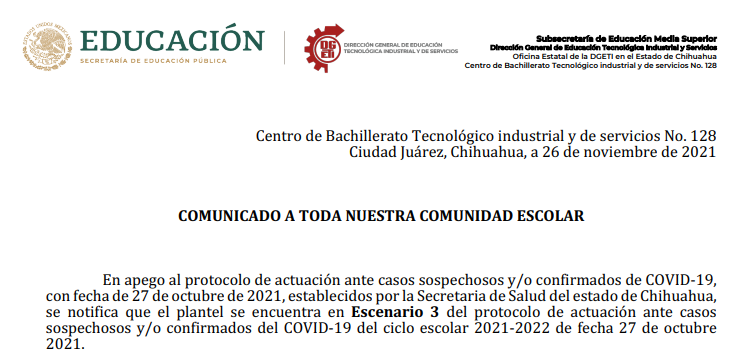 EDUCACIÓN
SECRETARÍA DE EDUCACIÓN PÚBLICA
DGETI
DIRECCIÓN GENERAL DE EDUCACIÓN
TECNOLÓGICA INDUSTRIAL Y DE SERVICIOS
Subsecretaría de Educación Media Superior
Dirección General de Educación Tecnológica Industrial y Servicios
Oficina Estatal de la DGETI en el Estado de Chihuahua
Centro de Bachillerato Tecnológico industrial y de servicios No. 128
Centro de Bachillerato Tecnológico industrial y de servicios No. 128
Ciudad Juárez, Chihuahua, a 26 de noviembre de 2021
COMUNICADO A TODA NUESTRA COMUNIDAD ESCOLAR
En apego al protocolo de actuación ante casos sospechosos y/o confirmados de COVID-19,
con fecha de 27 de octubre de 2021, establecidos por la Secretaria de Salud del estado de Chihuahua,
se notifica que el plantel se encuentra en Escenario 3 del protocolo de actuación ante casos
sospechosos y/o confirmados del COVID-19 del ciclo escolar 2021-2022 de fecha 27 de octubre
2021.